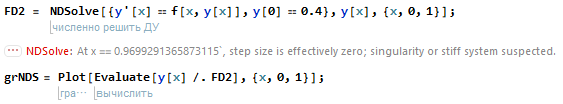 FD2 = NDSolve[{y'[x] == f[x, y[x]], y[0] == 0.4}, y[x], {x, 0, 1}];
численно решить ДУ
NDSolve: At x == 0.9699291365873115`, step size is effectively zero; singularity or stiff system suspected.
grNDS = Plot[Evaluate[y[x] /. FD2], {x, 0, 1}];
гра⋯ вычислить